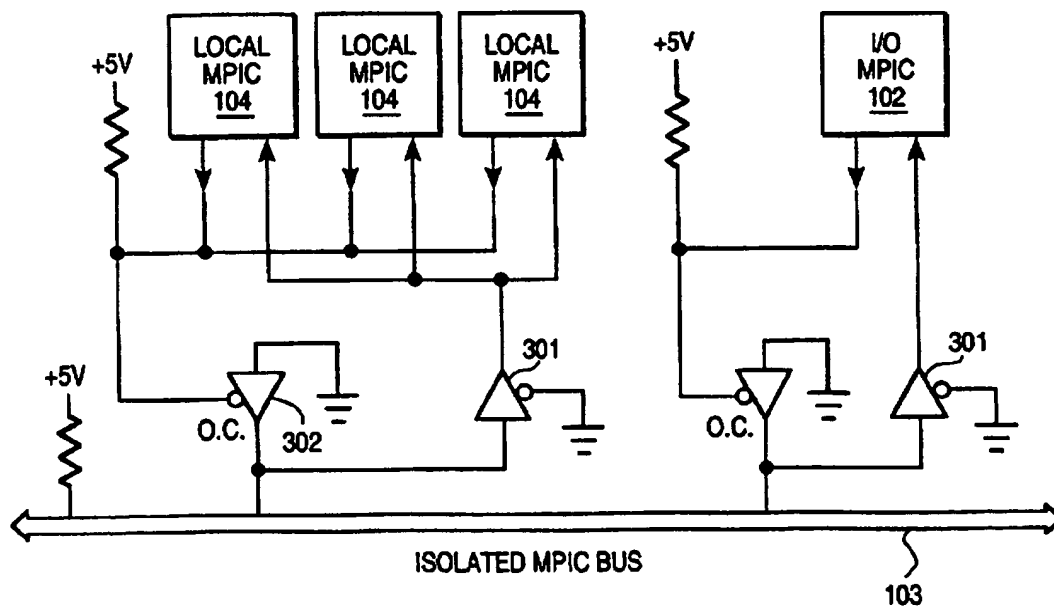 +5V
LOCAL
MPIC
104
LOCAL
MPIC
104
LOCAL
MPIC
104
+5V
I/O
MPIC
102
+5V
O.C.
302
301
O.C.
301
ISOLATED MPIC BUS
103